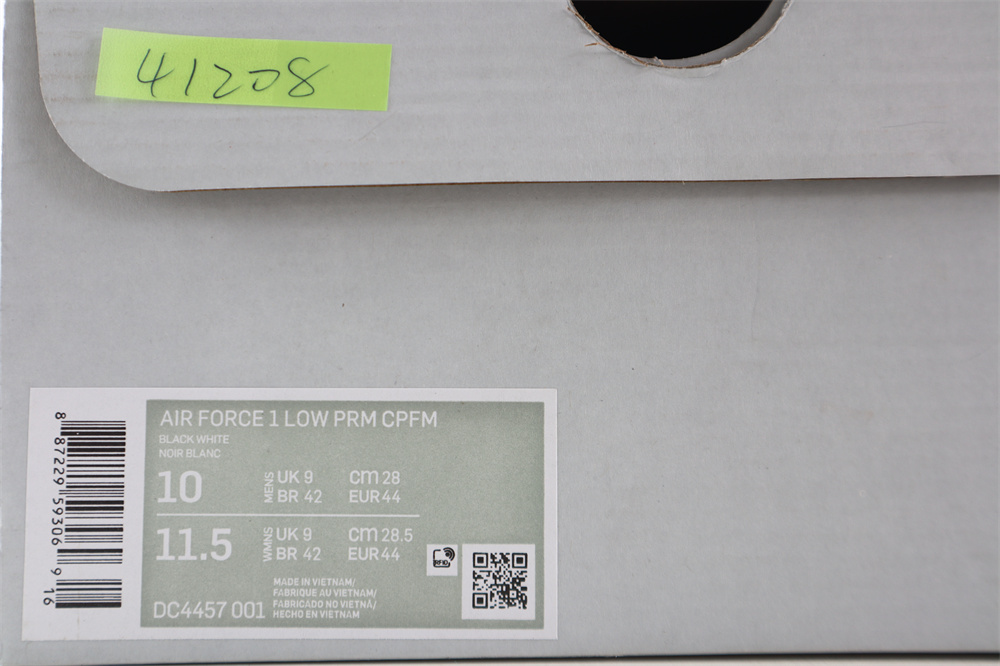 41208
AIR FORCE 1 LOW PRM CPFM
BLACK WHITE
NOIR BLANC
10 MENS UK 9 cm 28
BR 42 EUR 44
11.5 WMNS UK 9 cm 28.5
BR 42 EUR 44
RFID
MADE IN VIETNAM/
FABRIQUE AU VIETNAM/
FABRICADO NO VIETNÃ/
HECHO EN VIETNAM
DC4457 001
8 87229 59306 9 16